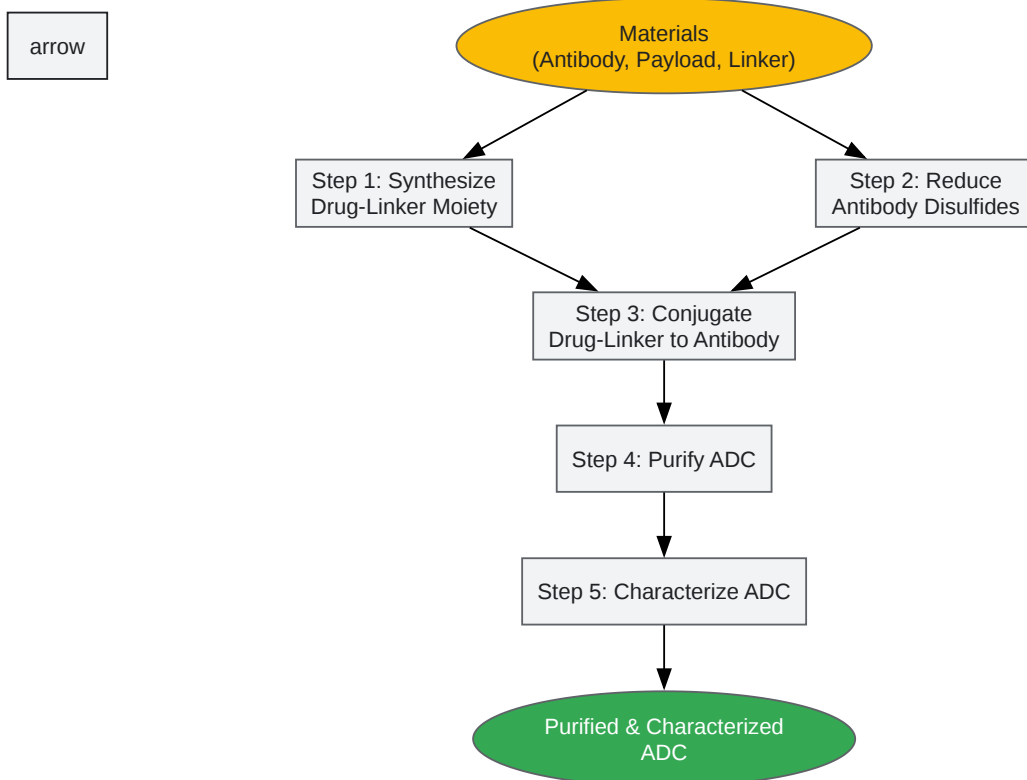 arrow
Materials
(Antibody, Payload, Linker)
Step 1: Synthesize
Drug-Linker Moiety
Step 2: Reduce
Antibody Disulfides
Step 3: Conjugate
Drug-Linker to Antibody
Step 4: Purify ADC
Step 5: Characterize ADC
Purified & Characterized
ADC